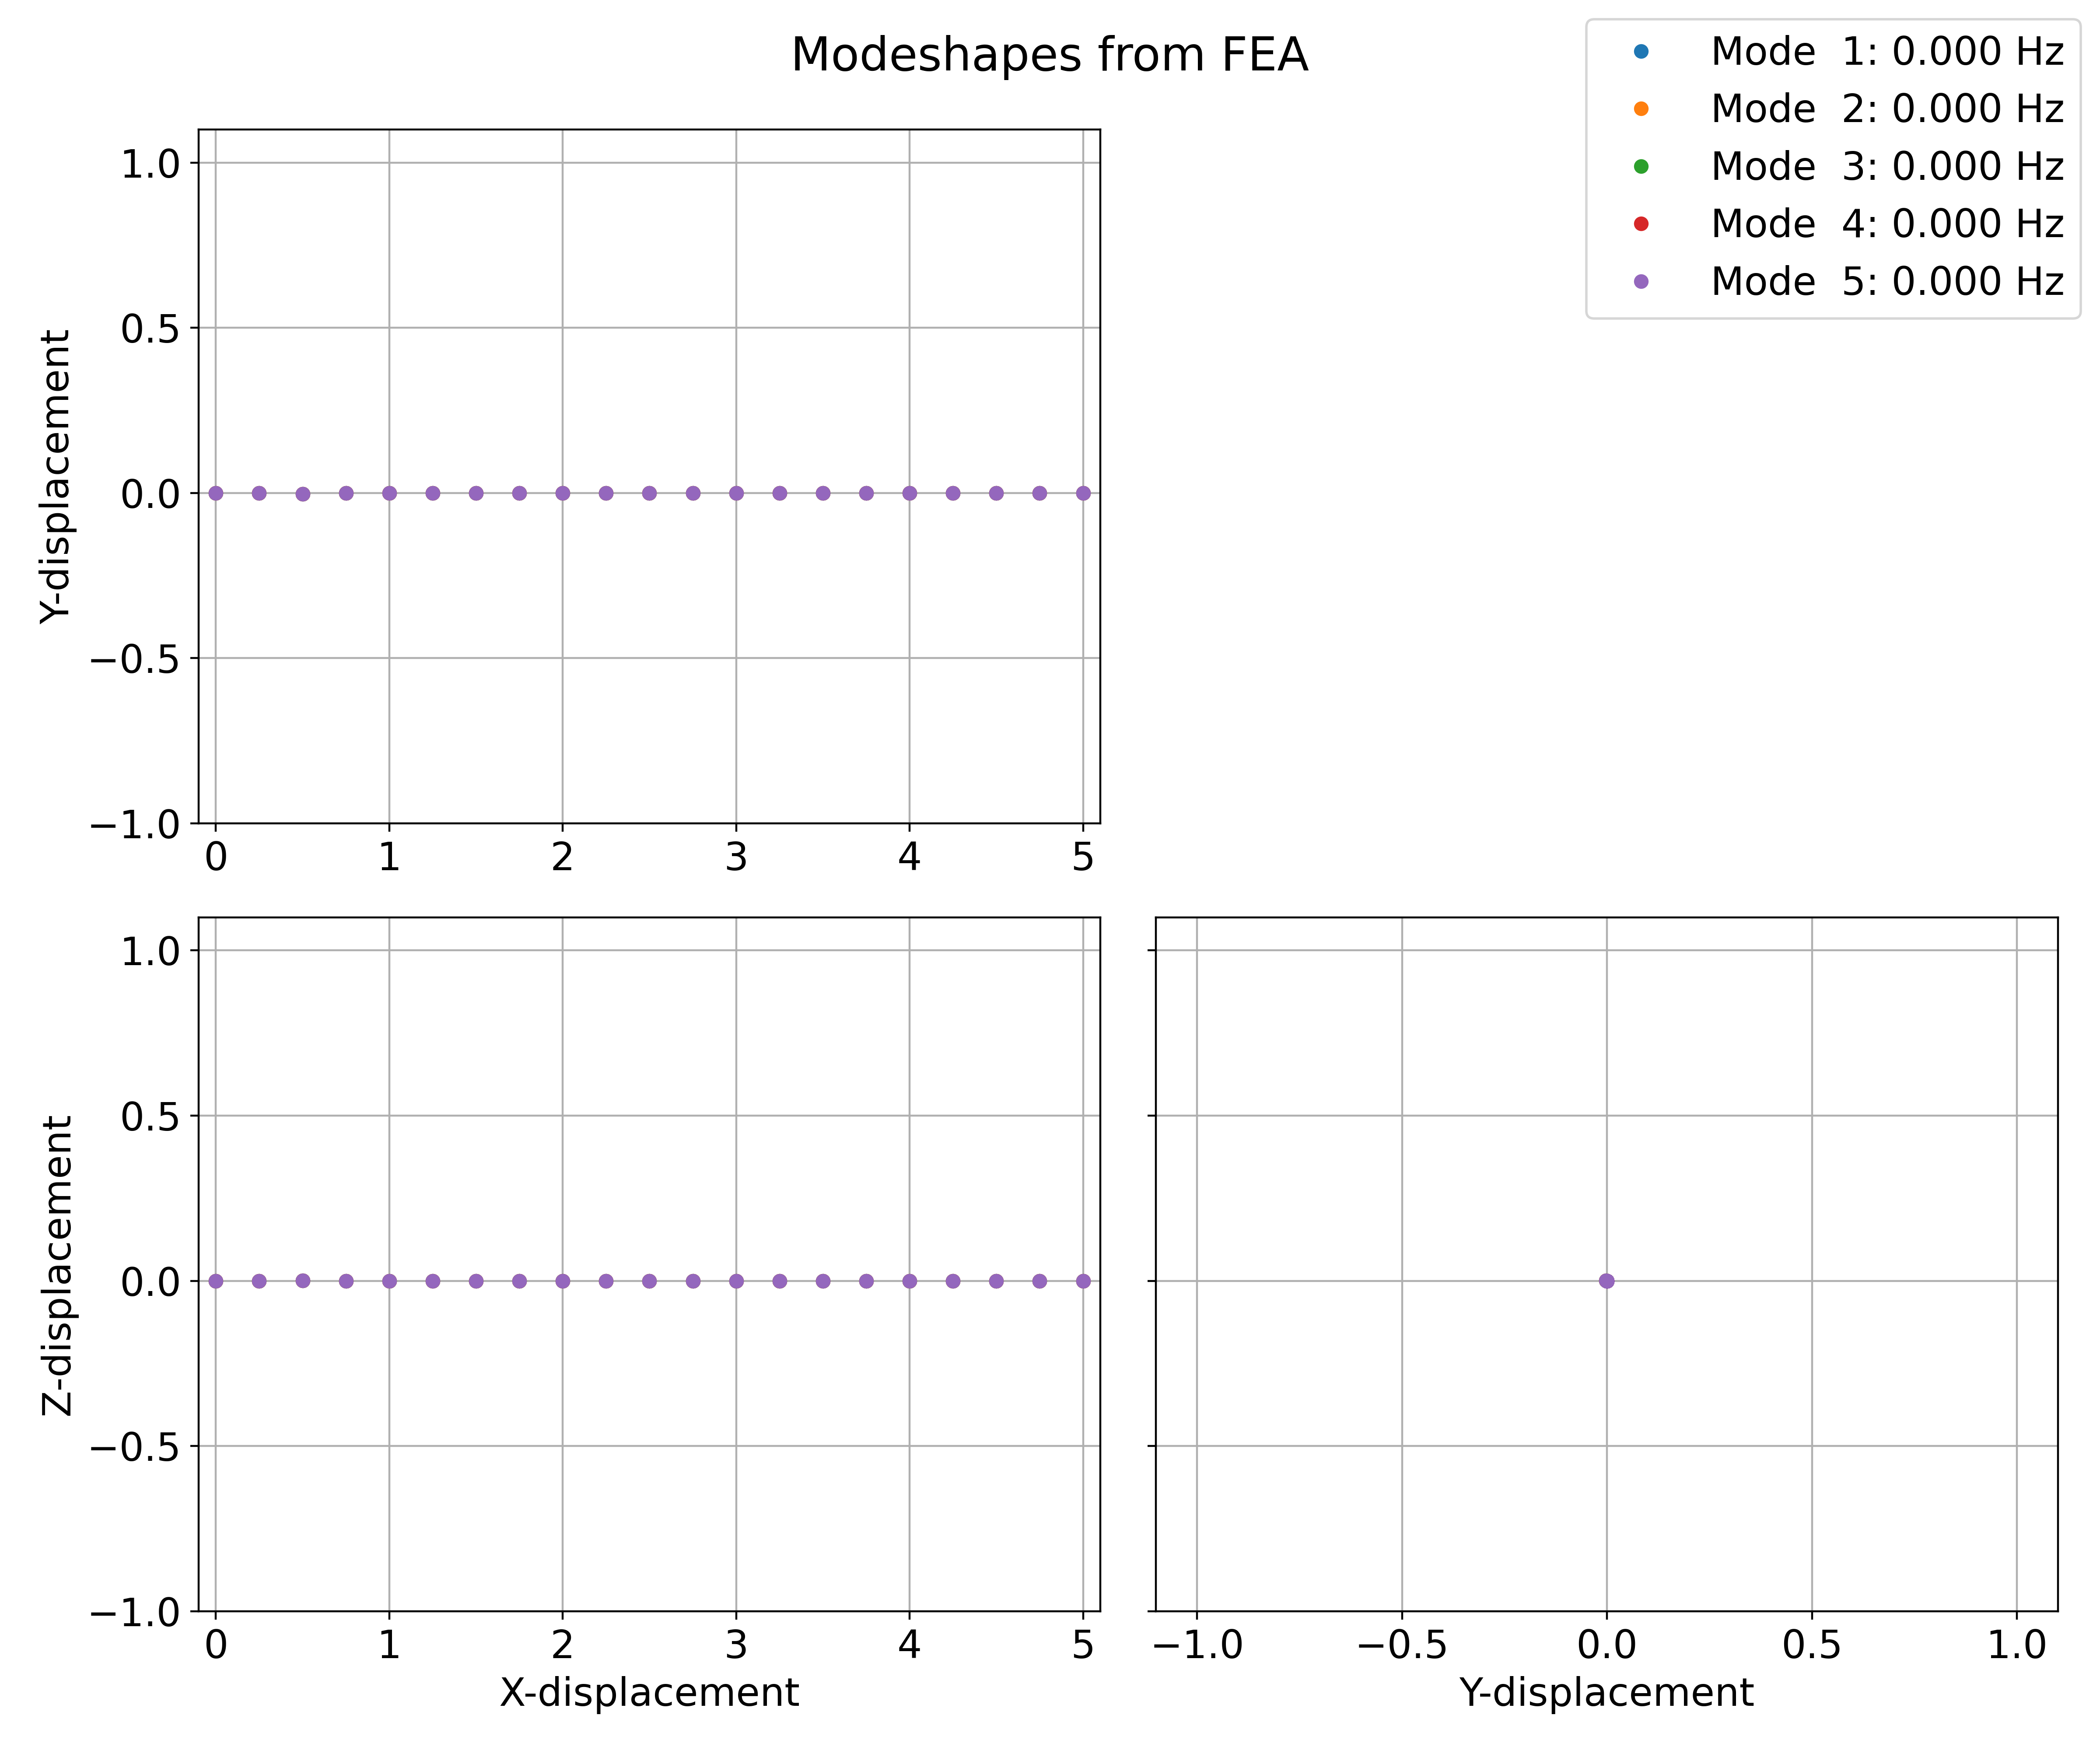 Modeshapes from FEA
Mode  1: 0.000 Hz
Mode  2: 0.000 Hz
Mode  3: 0.000 Hz
Mode  4: 0.000 Hz
Mode  5: 0.000 Hz
Y-displacement
1.0
0.5
0.0
−0.5
−1.0
0 1 2 3 4 5
Z-displacement
1.0
0.5
0.0
−0.5
−1.0
0 1 2 3 4 5
X-displacement
−1.0 −0.5 0.0 0.5 1.0
Y-displacement